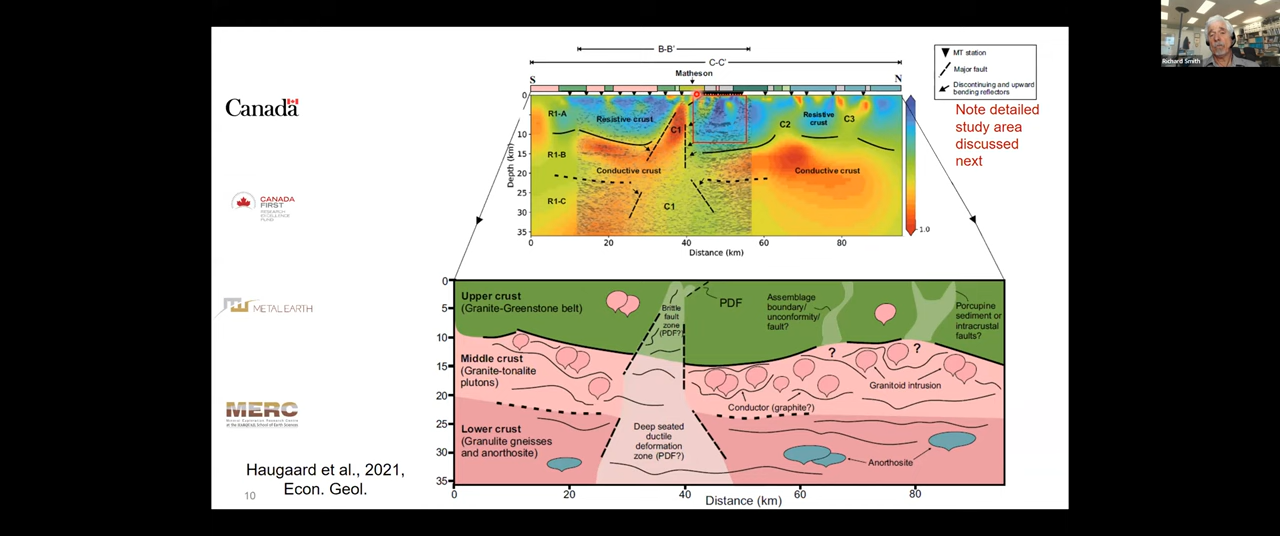 Richard Smith
B-B'
C-C'
S
Matheson
N
MT station
Major fault
Discontinuing and upward
bending reflectors
Note detailed
study area
discussed
next
Canada
CANADA
FIRST
RESEARCH
EXCELLENCE
FUND
METAL EARTH
MERC
Haugaard et al., 2021,
Econ. Geol.
10
Depth (km)
0
5
10
15
20
25
30
35
R1-A
R1-B
R1-C
Resistive crust
C1
Conductive crust
C1
C2
Resistive
crust
C3
Conductive crust
1.0
0
20
40
60
80
Distance (km)
0
5
10
15
20
25
30
35
Upper crust
(Granite-Greenstone belt)
Brittle
fault
zone
(PDF?)
PDF
Assemblage
boundary/
unconformity/
fault?
Porcupine
sediment or
intracrustal
faults?
Middle crust
(Granite-tonalite
plutons)
?
?
Granitoid intrusion
Conductor (graphite?)
Lower crust
(Granulite gneisses
and anorthosite)
Deep seated
ductile
deformation
zone (PDF?)
Anorthosite
0
20
40
60
80
Distance (km)